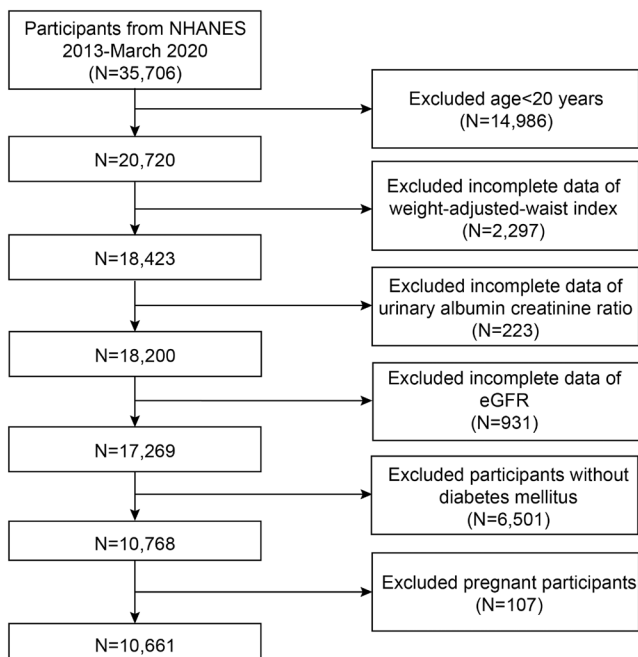 Participants from NHANES
2013-March 2020
(N=35,706)
Excluded age<20 years
(N=14,986)
N=20,720
Excluded incomplete data of
weight-adjusted-waist index
(N=2,297)
N=18,423
Excluded incomplete data of
urinary albumin creatinine ratio
(N=223)
N=18,200
Excluded incomplete data of
eGFR
(N=931)
N=17,269
Excluded participants without
diabetes mellitus
(N=6,501)
N=10,768
Excluded pregnant participants
(N=107)
N=10,661